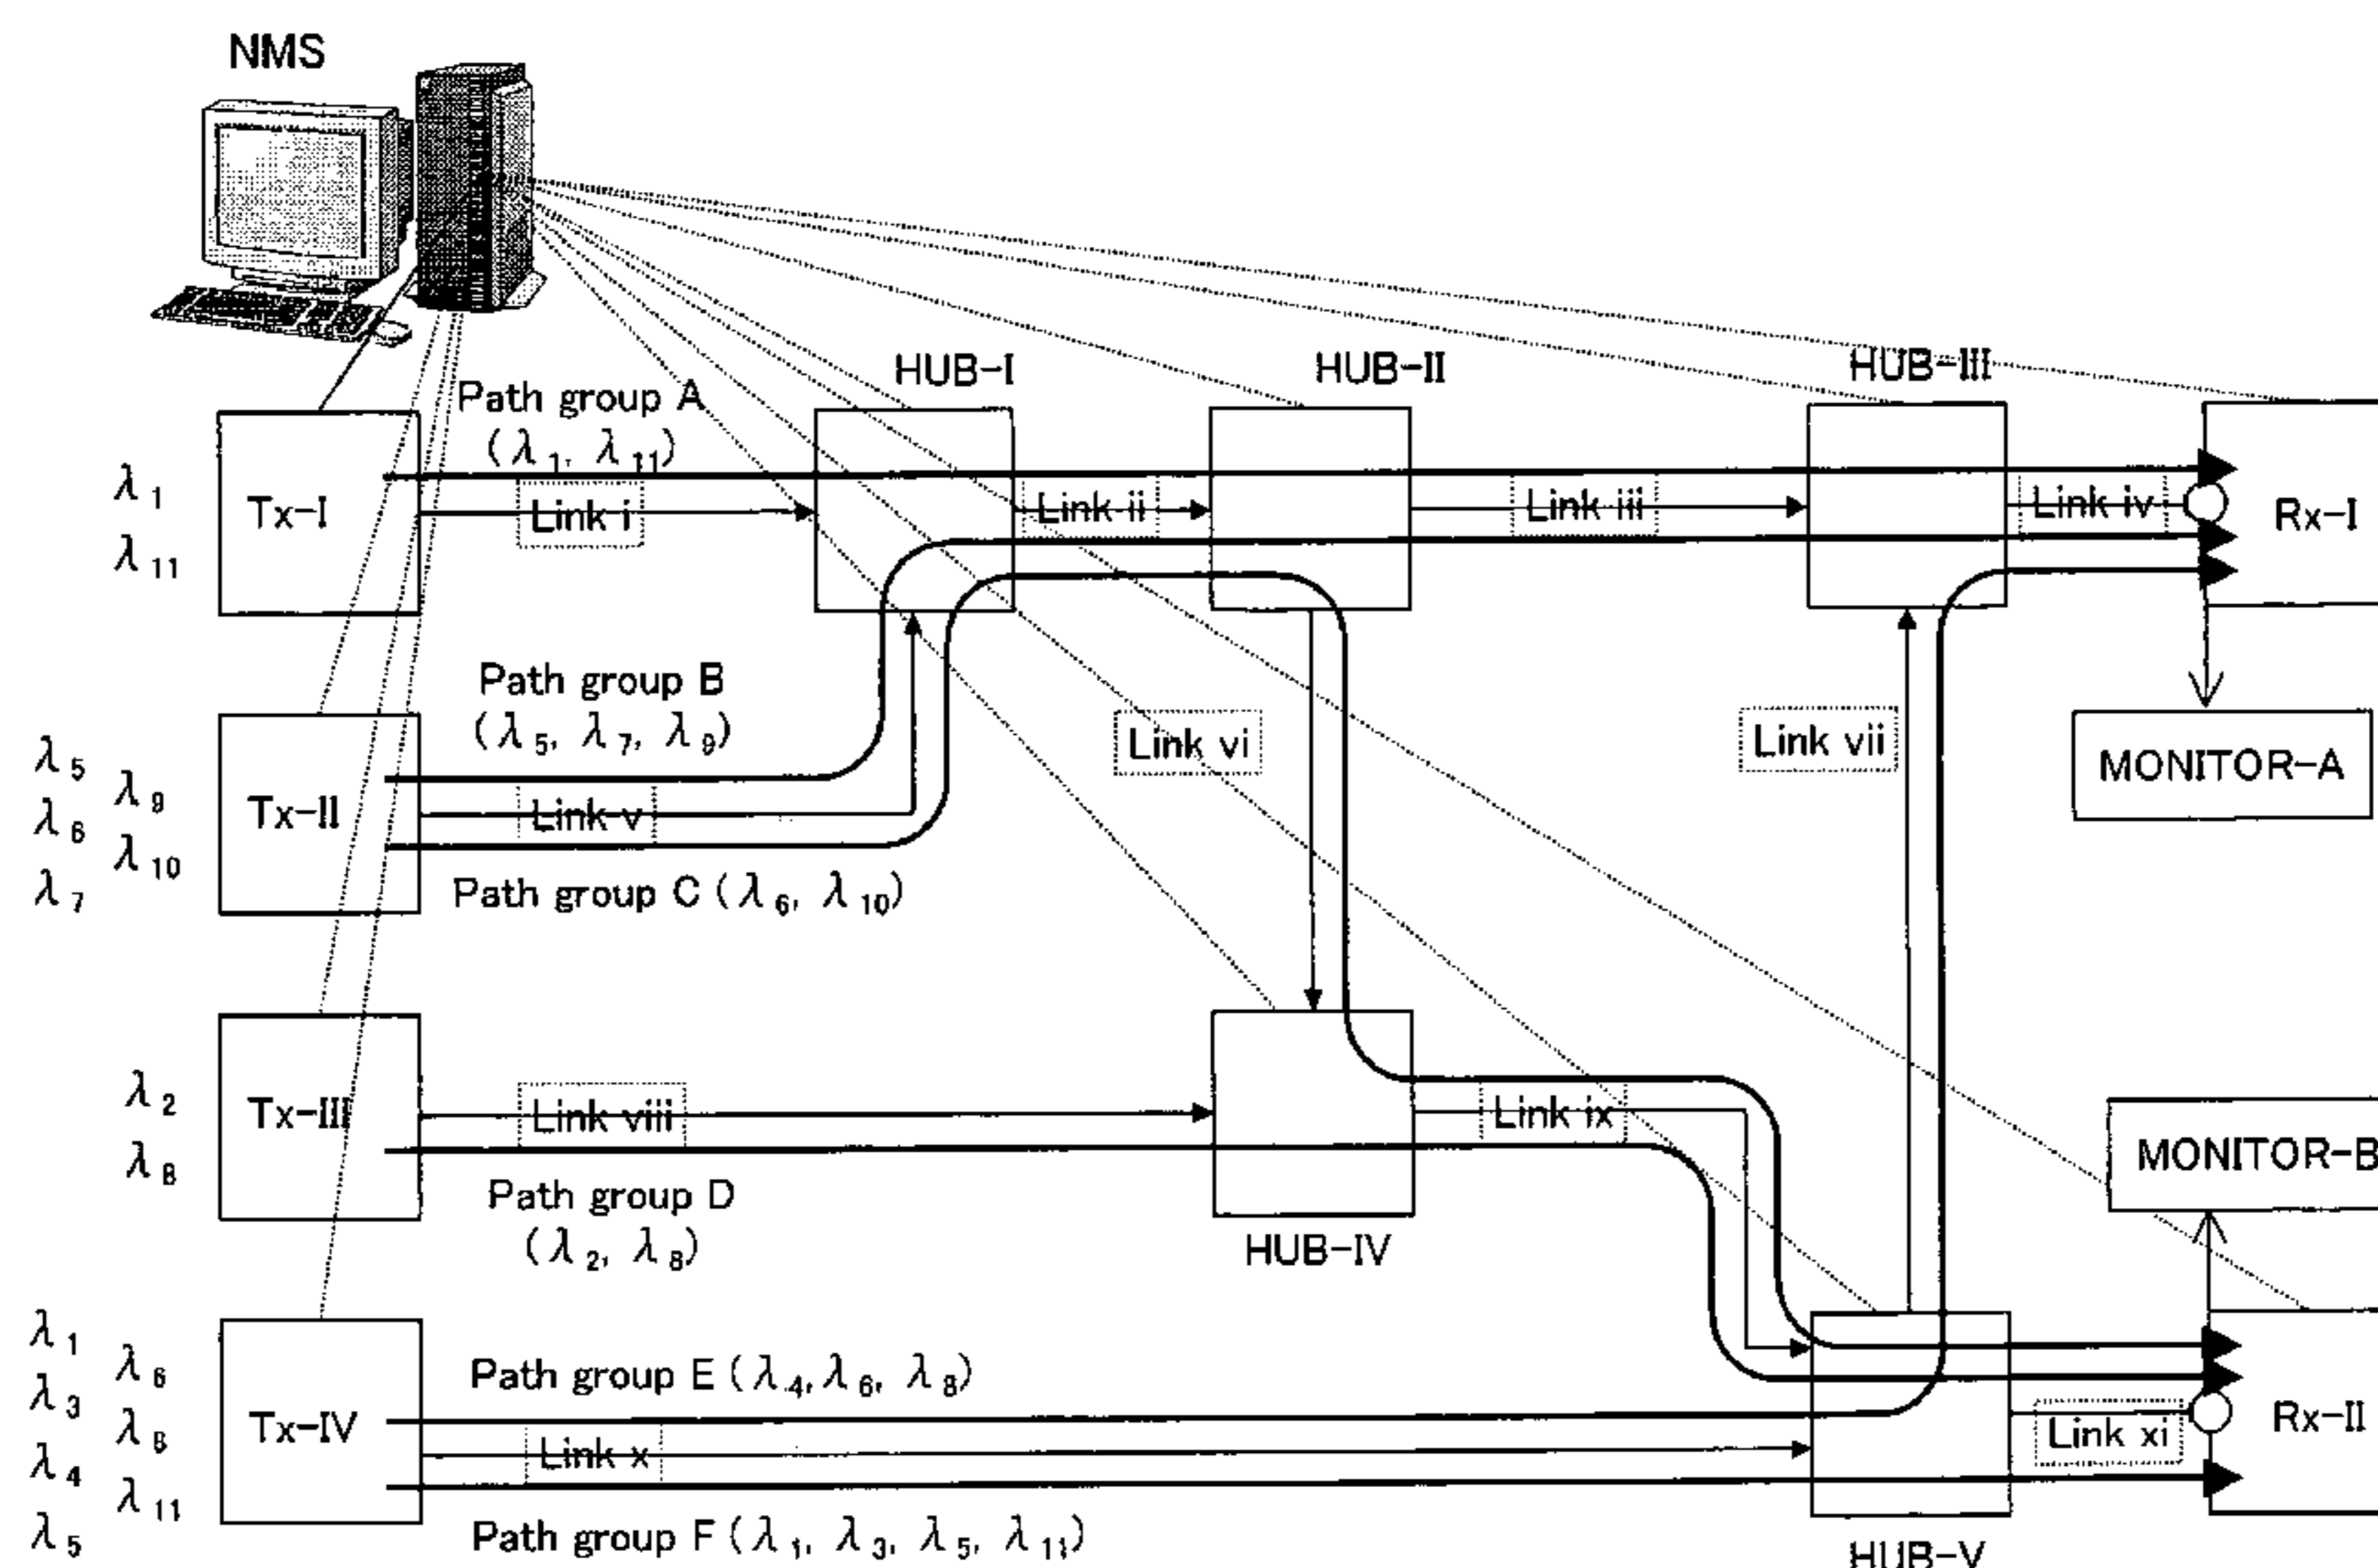 NMS
HUB-I
HUB-II
HUB-III
Path group A
(λ1, λ11)
λ1
λ11
Tx-I
Link i
Link ii
Link iii
Link iv
Rx-I
Path group B
(λ5, λ7, λ9)
Link vi
Link vii
MONITOR-A
λ5
λ9
λ6
λ10
λ7
Tx-II
Link v
Path group C (λ6, λ10)
λ2
λ8
Tx-III
Link viii
Link ix
MONITOR-B
Path group D
(λ2, λ8)
HUB-IV
λ1
λ6
λ3
λ8
λ4
λ11
λ5
Path group E (λ4, λ6, λ8)
Tx-IV
Link x
Link xi
Rx-II
Path group F (λ1, λ3, λ5, λ11)
HUB-V